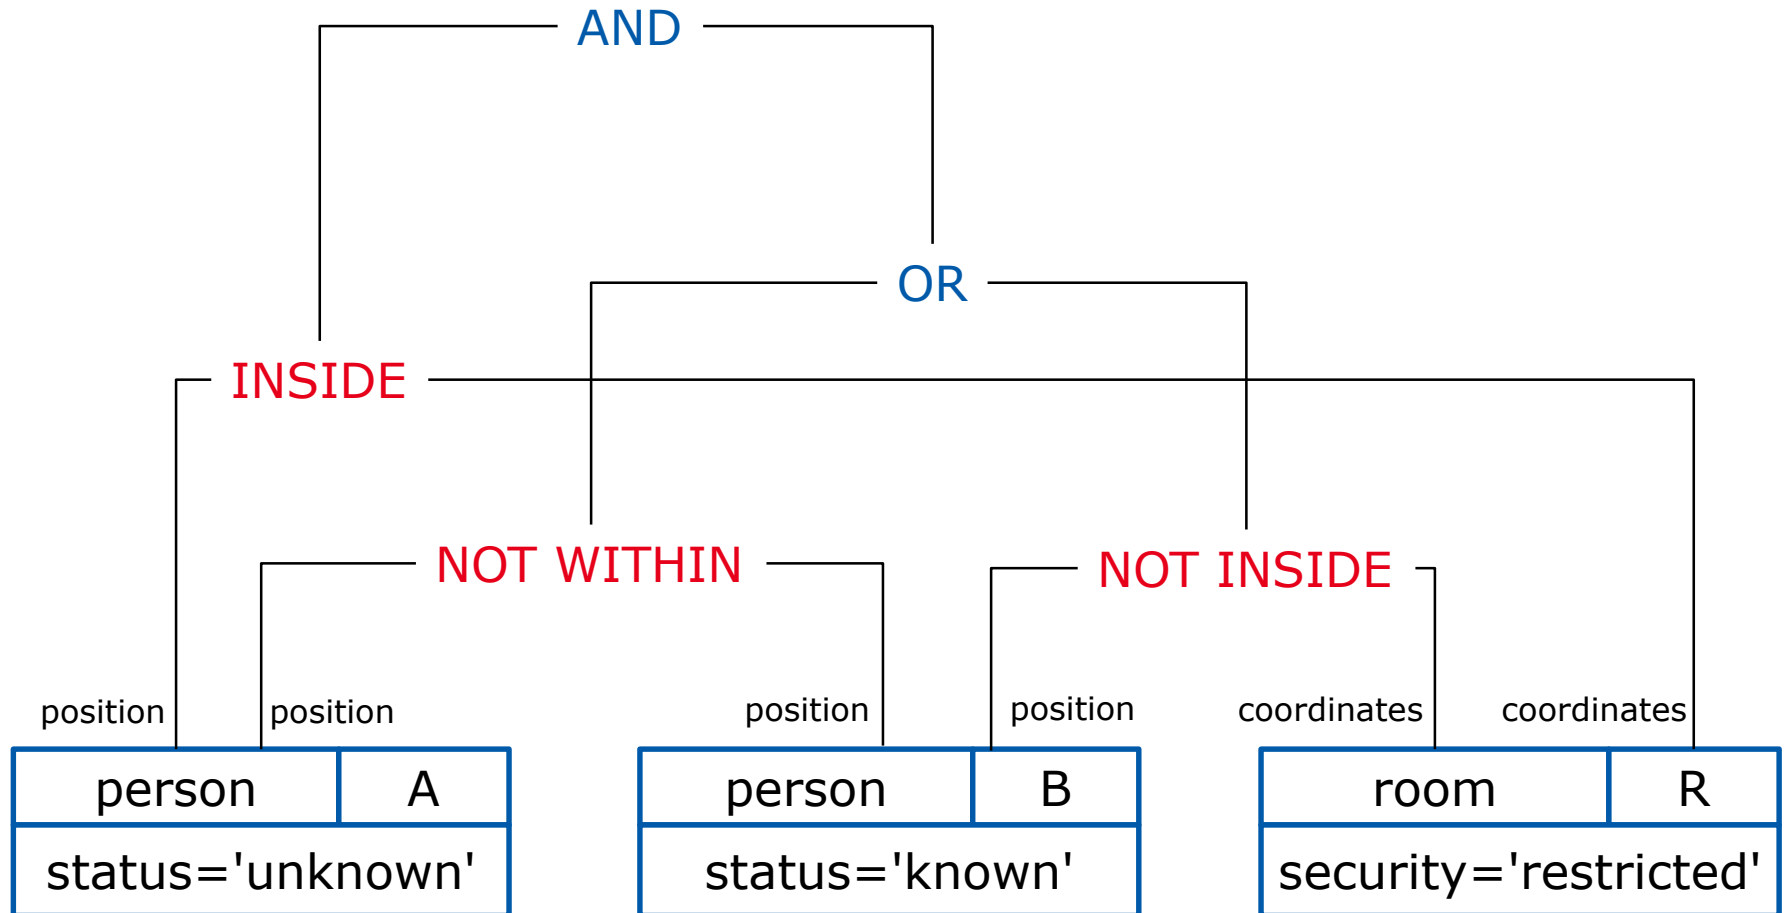 AND
OR
INSIDE
NOT WITHIN
NOT INSIDE
position
position
position
position
coordinates
coordinates
person A
person B
room R
status='unknown'
status='known'
security='restricted'